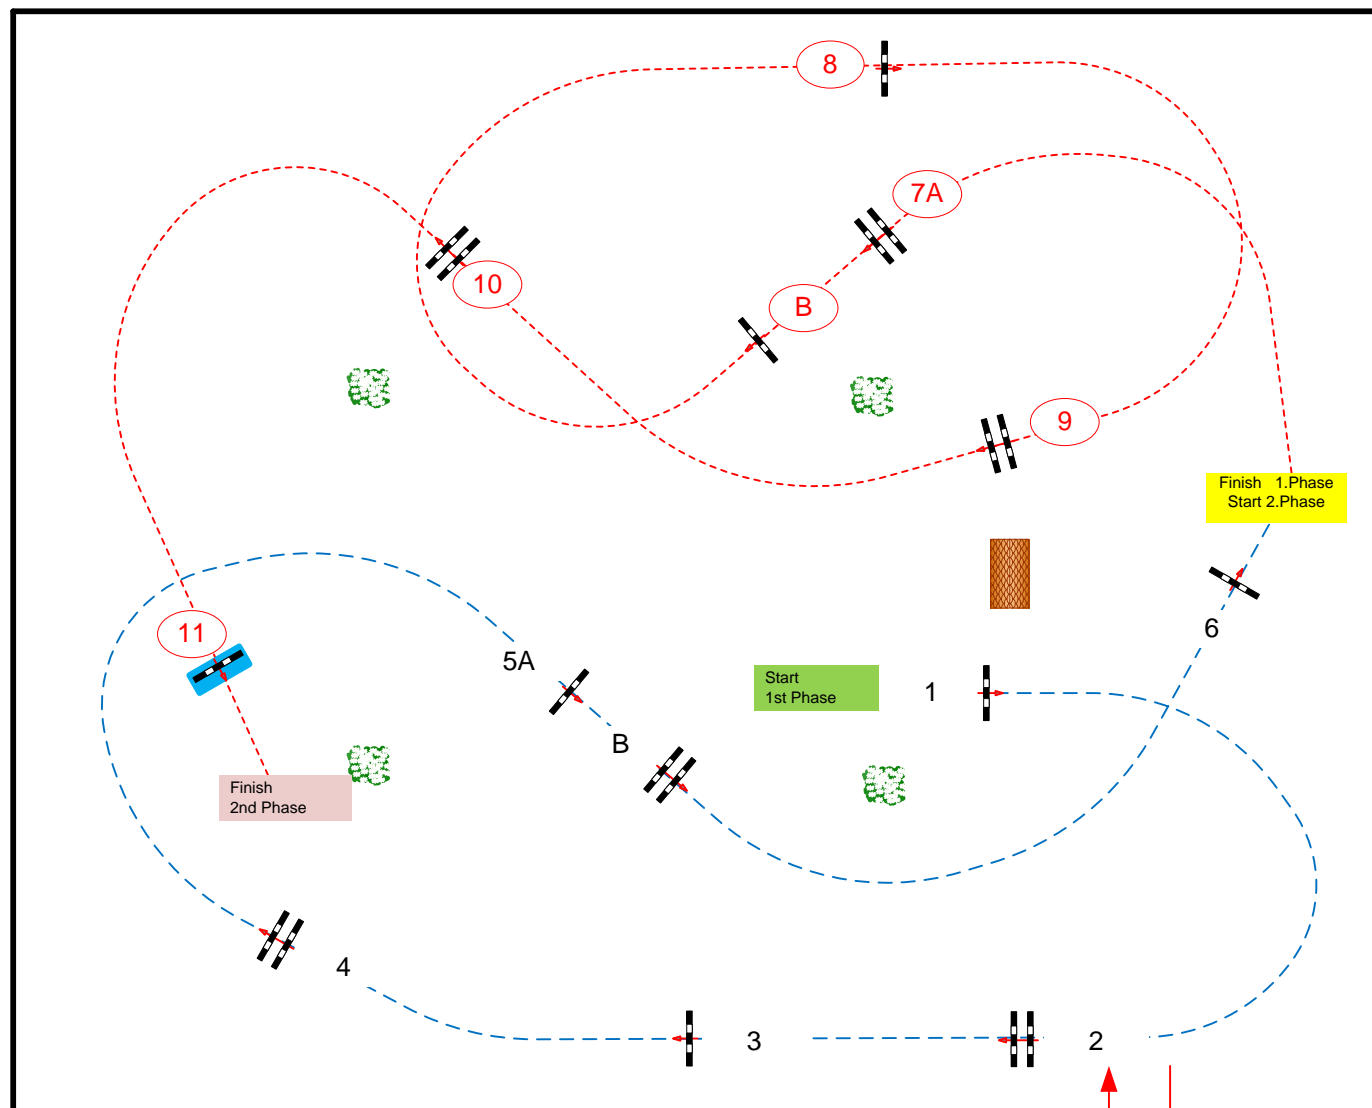 8
7A
10
B
9
Finish 1.Phase
Start 2.Phase
11
6
5A
Start
1st Phase
1
B
Finish
2nd Phase
4
3
2